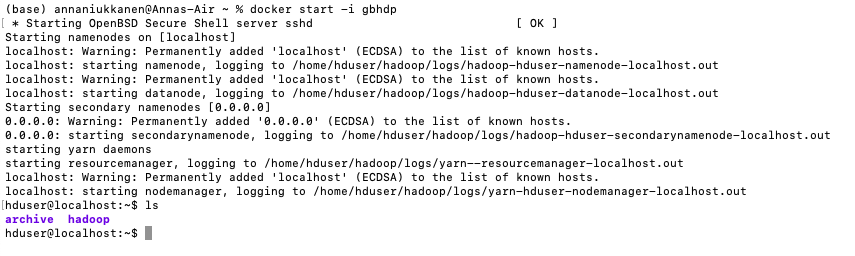 (base) annaniukkanen@Annas-Air ~ % docker start -i gbhdp
[ * Starting OpenBSD Secure Shell server sshd [ OK ]
Starting namenodes on [localhost]
localhost: Warning: Permanently added 'localhost' (ECDSA) to the list of known hosts.
localhost: starting namenode, logging to /home/hduser/hadoop/logs/hadoop-hduser-namenode-localhost.out
localhost: Warning: Permanently added 'localhost' (ECDSA) to the list of known hosts.
localhost: starting datanode, logging to /home/hduser/hadoop/logs/hadoop-hduser-datanode-localhost.out
Starting secondary namenodes [0.0.0.0]
0.0.0.0: Warning: Permanently added '0.0.0.0' (ECDSA) to the list of known hosts.
0.0.0.0: starting secondarynamenode, logging to /home/hduser/hadoop/logs/hadoop-hduser-secondarynamenode-localhost.out
starting yarn daemons
starting resourcemanager, logging to /home/hduser/hadoop/logs/yarn--resourcemanager-localhost.out
localhost: Warning: Permanently added 'localhost' (ECDSA) to the list of known hosts.
localhost: starting nodemanager, logging to /home/hduser/hadoop/logs/yarn-hduser-nodemanager-localhost.out
[hduser@localhost:~$ ls
archive hadoop
hduser@localhost:~$